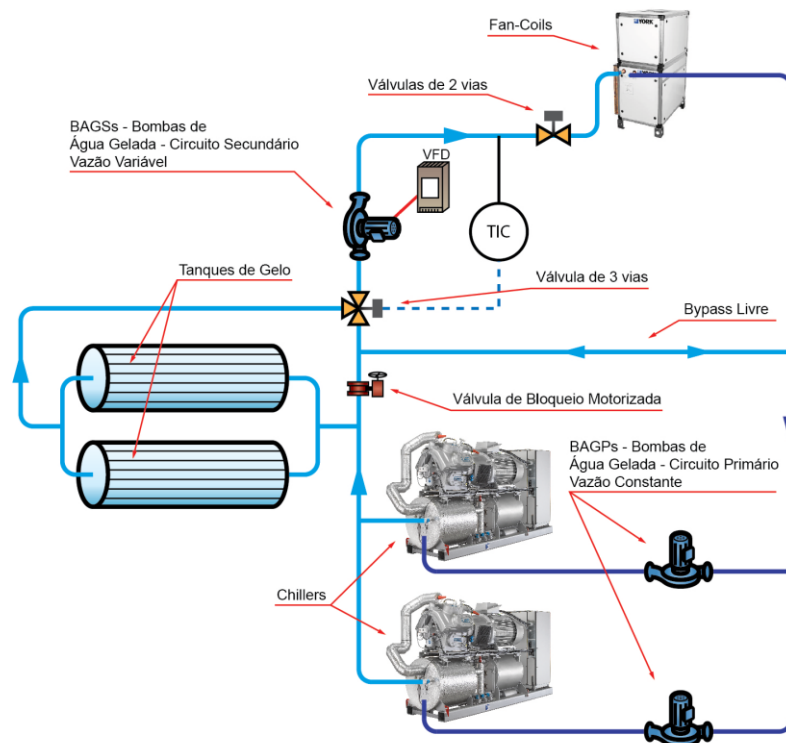 Fan-Coils
YORK
Válvulas de 2 vias
BAGSs - Bombas de
Água Gelada - Circuito Secundário
Vazão Variável
VFD
TIC
Tanques de Gelo
Válvula de 3 vias
Bypass Livre
Válvula de Bloqueio Motorizada
BAGPs - Bombas de
Água Gelada - Circuito Primário
Vazão Constante
Chillers